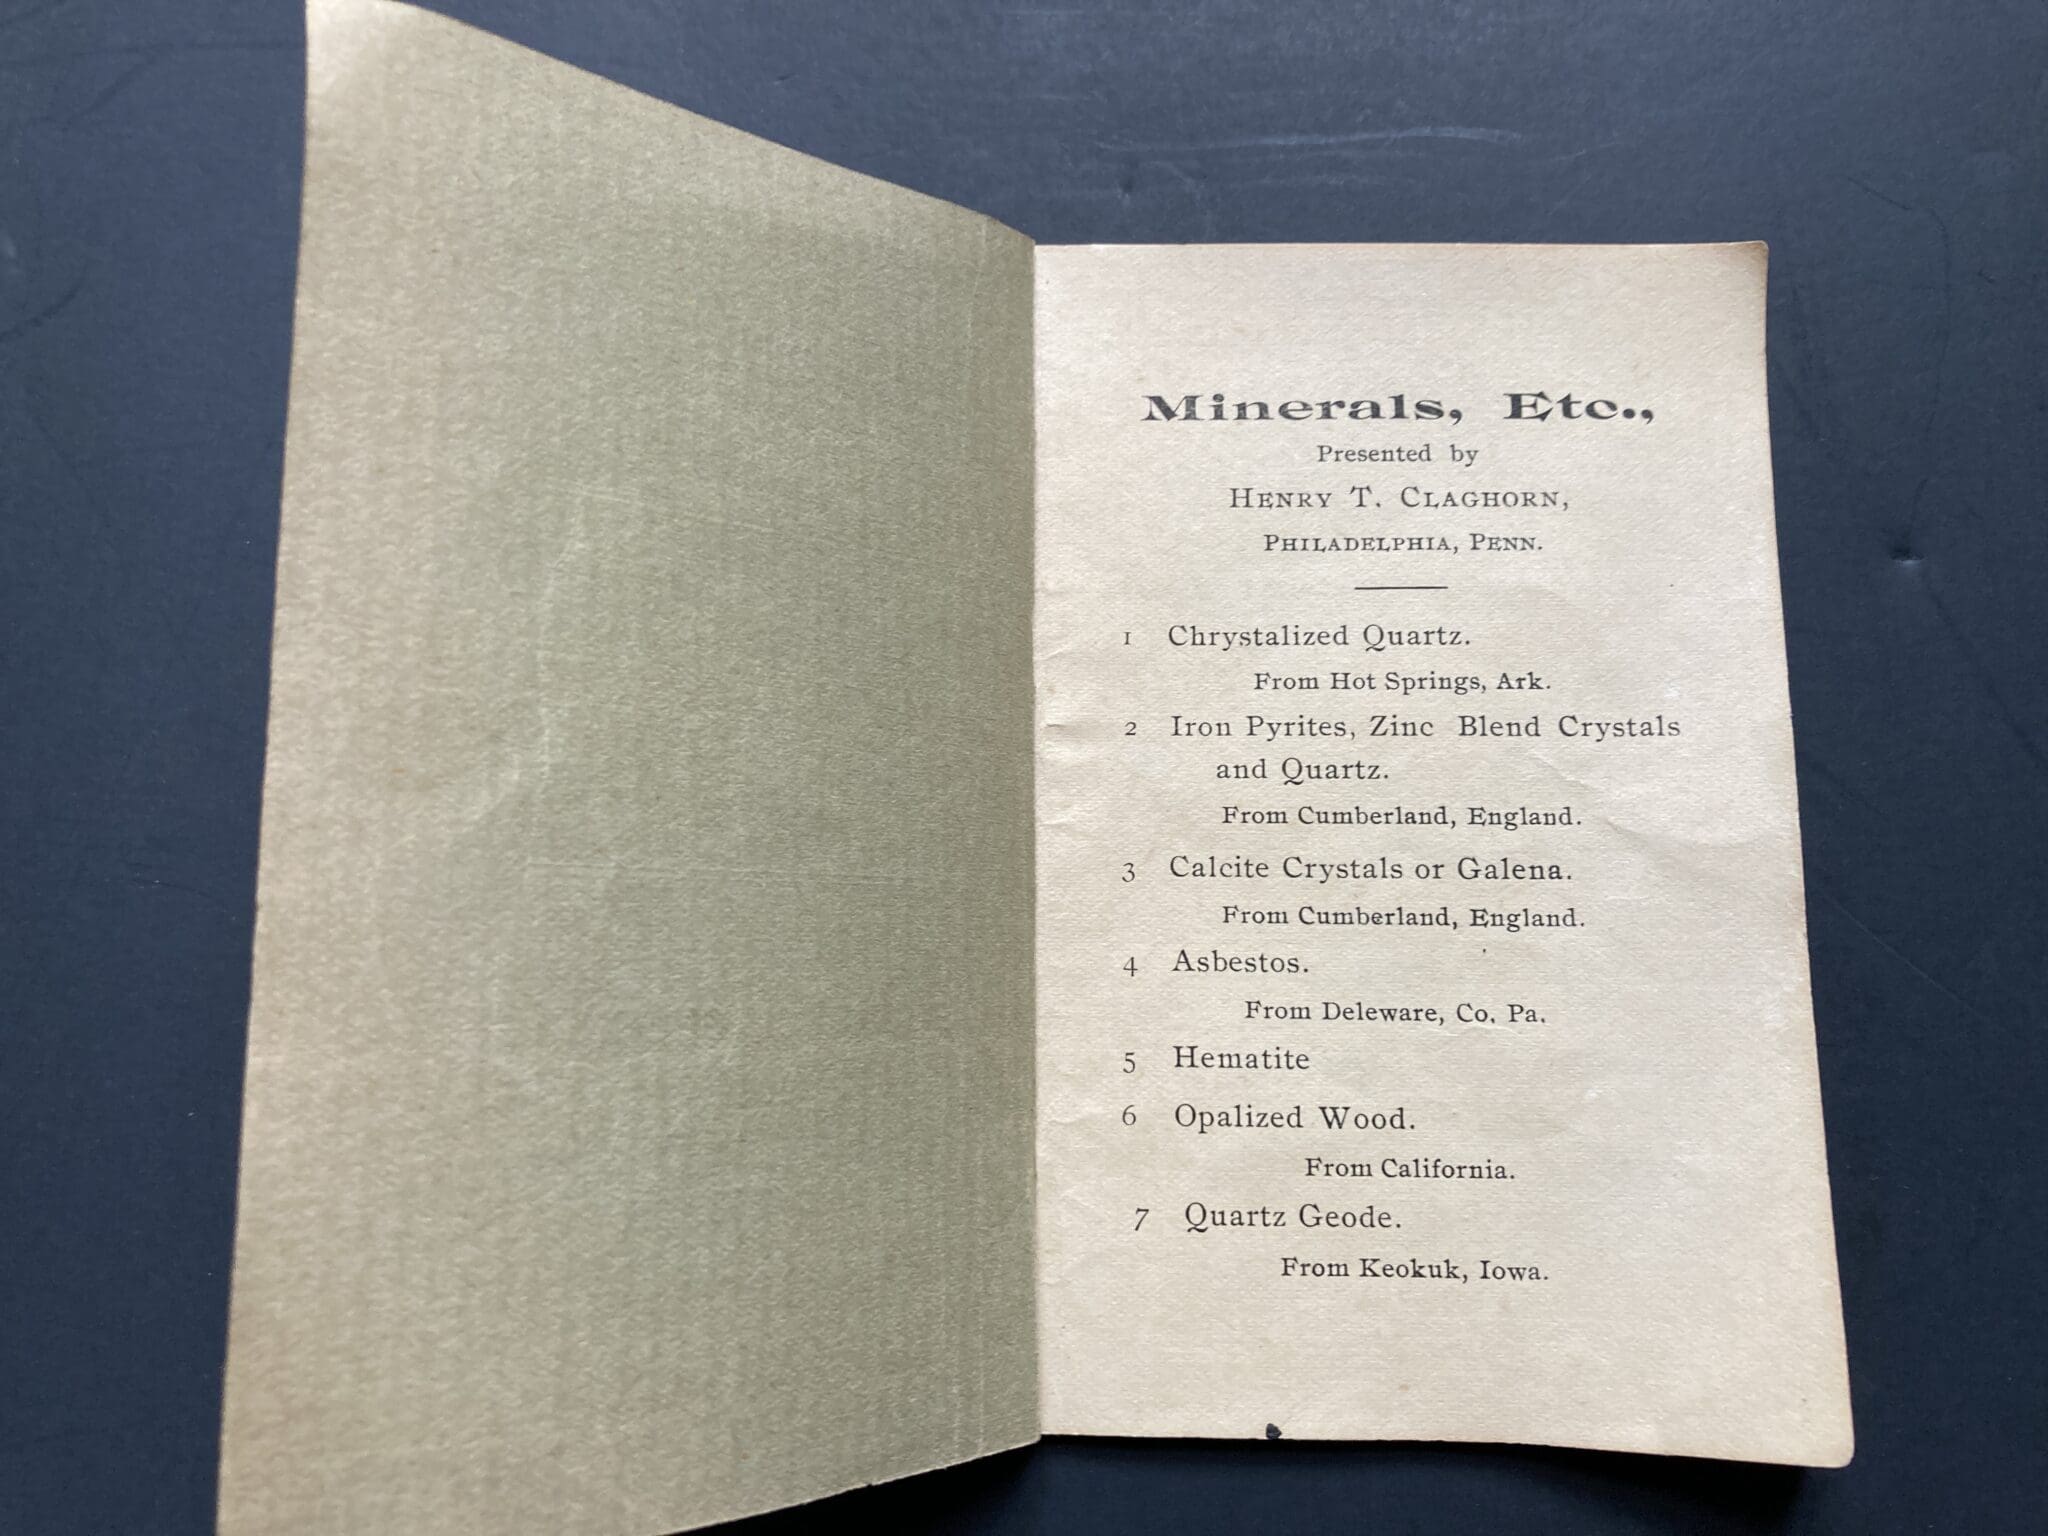 Minerals, Etc.,
Presented by
HENRY T. CLAGHORN,
PHILADELPHIA, PENN.
1 Chrystalized Quartz.
From Hot Springs, Ark.
2 Iron Pyrites, Zinc Blend Crystals
and Quartz.
From Cumberland, England.
3 Calcite Crystals or Galena.
From Cumberland, England.
4 Asbestos.
From Deleware, Co. Pa.
5 Hematite
6 Opalized Wood.
From California.
7 Quartz Geode.
From Keokuk, Iowa.